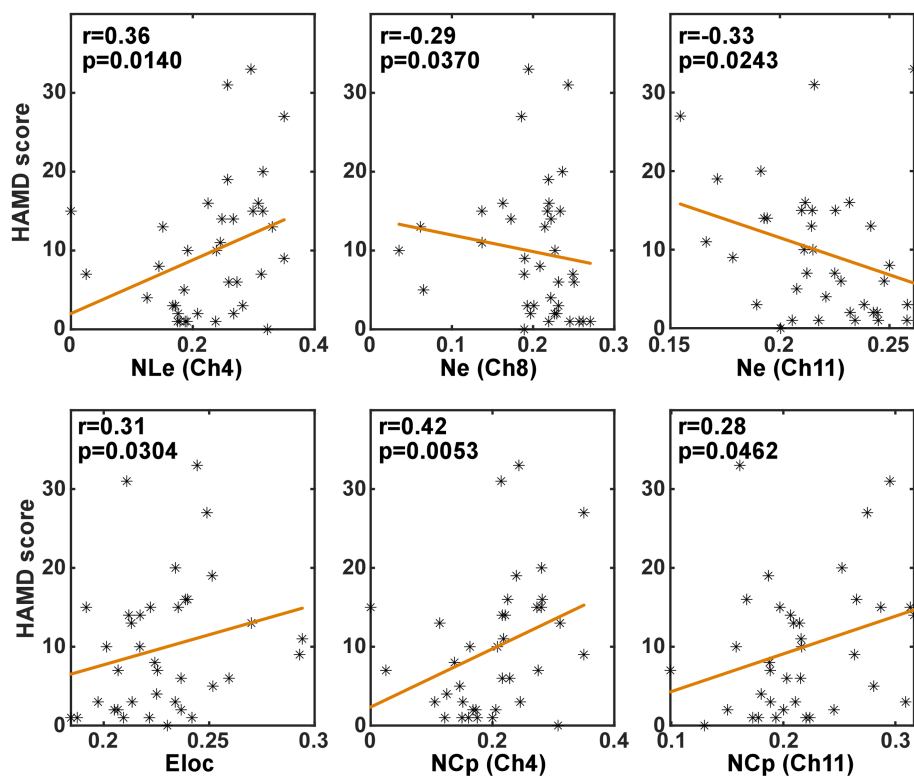 r=0.36
p=0.0140
r=-0.29
p=0.0370
r=-0.33
p=0.0243
HAMD score
30
20
10
0
30
20
10
0
30
20
10
0
0 0.2 0.4
0 0.1 0.2 0.3
0.15 0.2 0.25
NLe (Ch4)
Ne (Ch8)
Ne (Ch11)
r=0.31
p=0.0304
r=0.42
p=0.0053
r=0.28
p=0.0462
HAMD score
30
20
10
0
30
20
10
0
30
20
10
0
0.2 0.25 0.3
0 0.2 0.4
0.1 0.2 0.3
Eloc
NCp (Ch4)
NCp (Ch11)